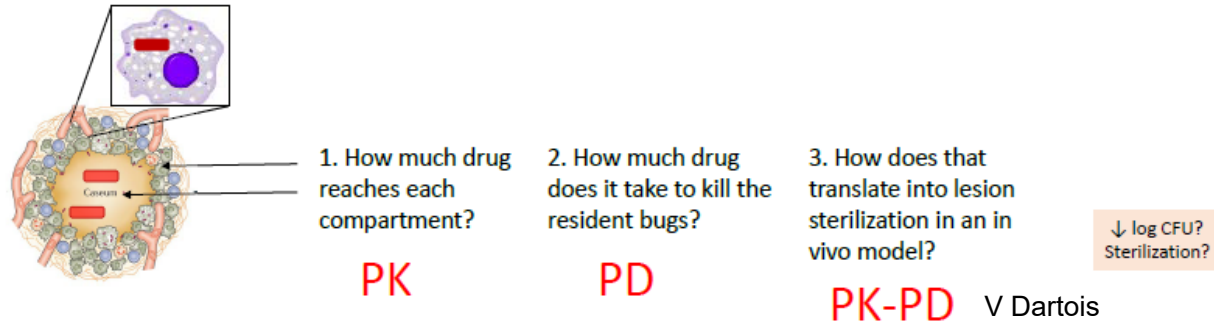 Caseum
1. How much drug
reaches each
compartment?
PK
2. How much drug
does it take to kill the
resident bugs?
PD
3. How does that
translate into lesion
sterilization in an in
vivo model?
PK-PD V Dartois
↓ log CFU?
Sterilization?